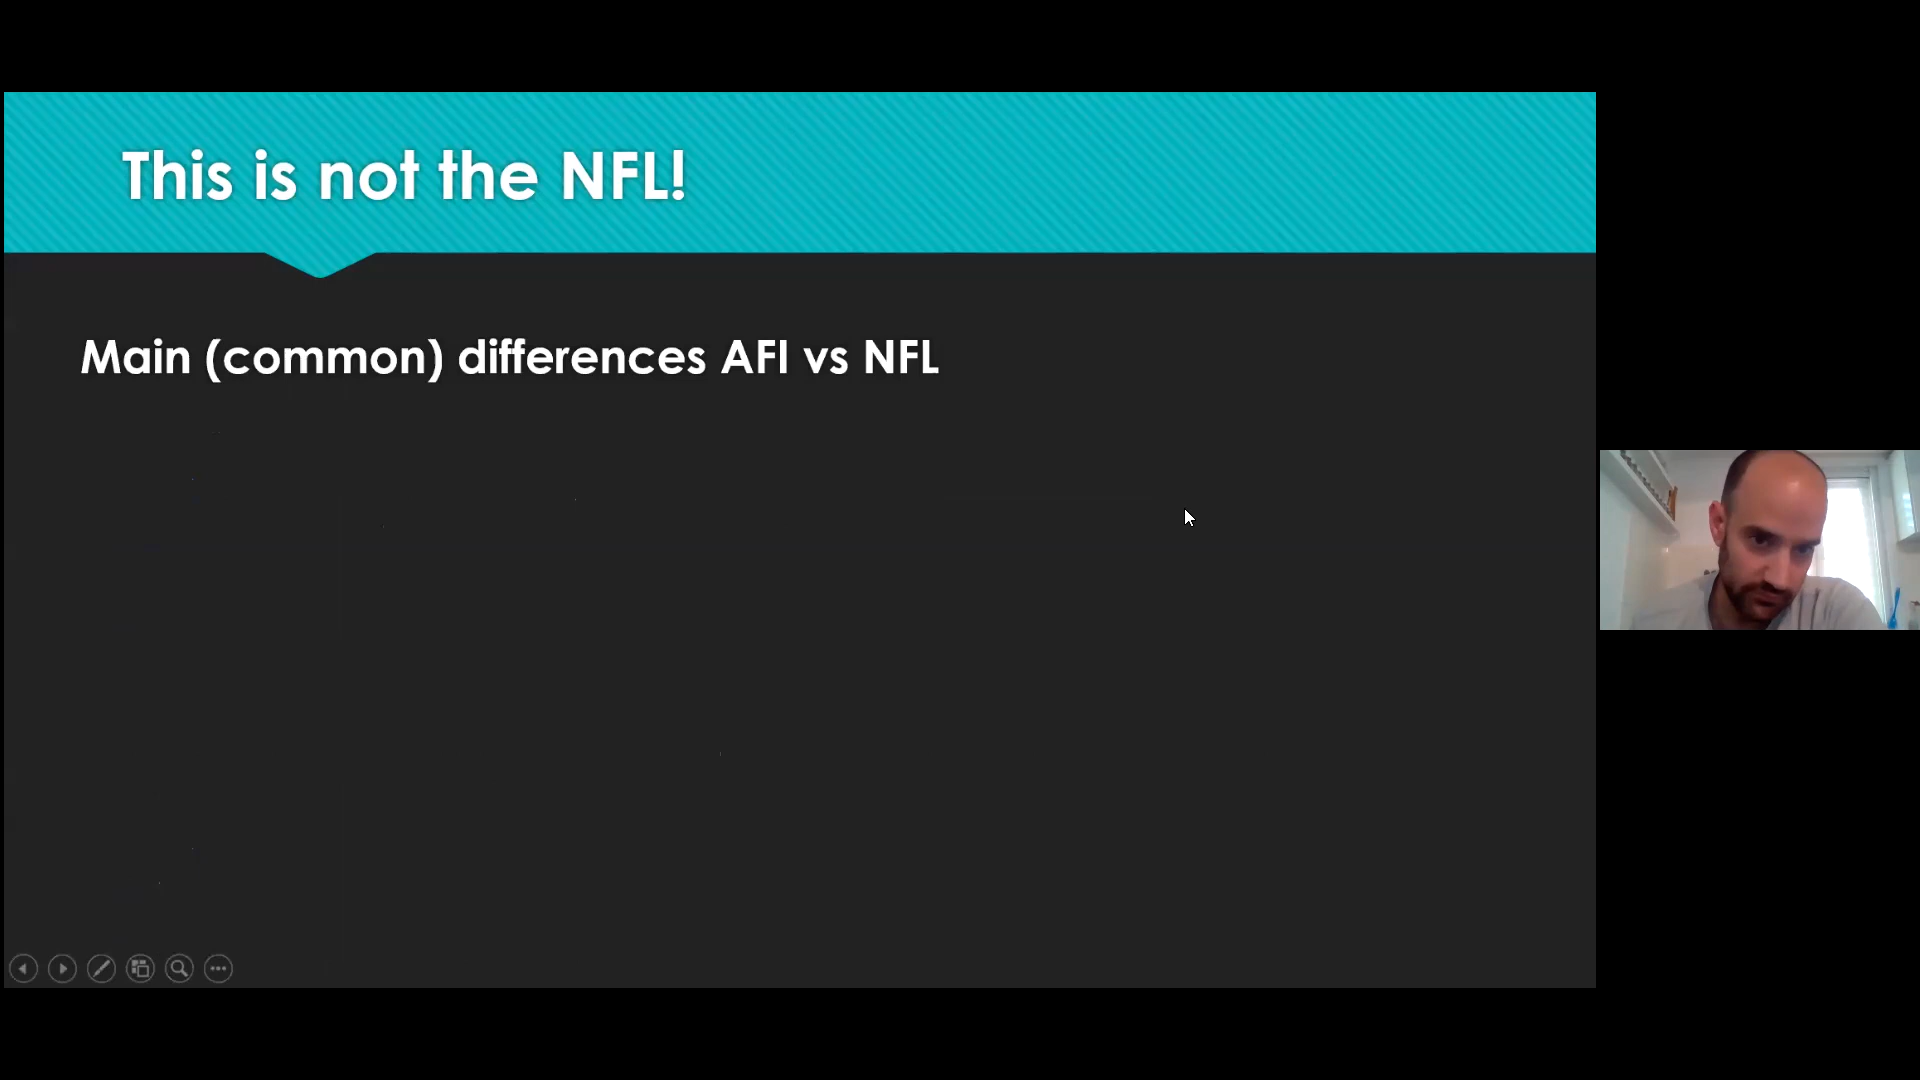 This is not the NFL!
Main (common) differences AFI vs NFL